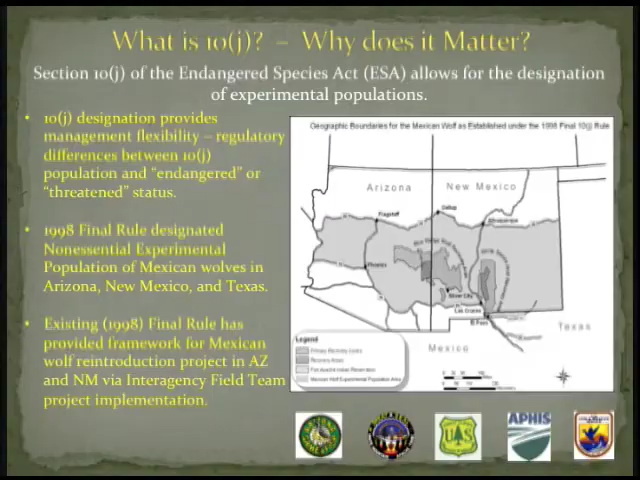 What is 10(j)? – Why does it Matter?
Section 10(j) of the Endangered Species Act (ESA) allows for the designation
of experimental populations.
• 10(j) designation provides
management flexibility – regulatory
differences between 10(j)
population and “endangered” or
“threatened” status.
• 1998 Final Rule designated
Nonessential Experimental
Population of Mexican wolves in
Arizona, New Mexico, and Texas.
• Existing (1998) Final Rule has
provided framework for Mexican
wolf reintroduction project in AZ
and NM via Interagency Field Team
project implementation.
Geographic Boundaries for the Mexican Wolf as Established under the 1998 Final 10(j) Rule
Arizona
New Mexico
Flagstaff
Gallup
Albuquerque
Phoenix
Silver City
Las Cruces
El Paso
Texas
Mexico
Legend
Primary Recovery Zones
Recovery Areas
Fort Apache Indian Reservation
Mexican Wolf Experimental Population Area
UAS
APHIS